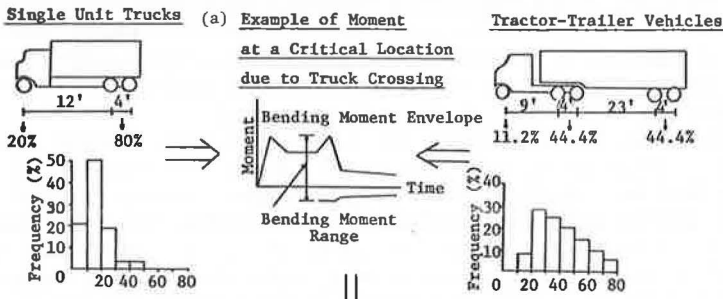 Single Unit Trucks
12'
4'
20%
80%
Frequency (%)
50
40
30
20
10
0
20 40 60 80
(a) Example of Moment
at a Critical Location
due to Truck Crossing
Bending Moment Envelope
Moment
Time
Bending Moment
Range
Tractor-Trailer Vehicles
9'
4'
23'
4'
11.2%
44.4%
44.4%
Frequency (%)
40
30
20
10
0 20 40 60 80